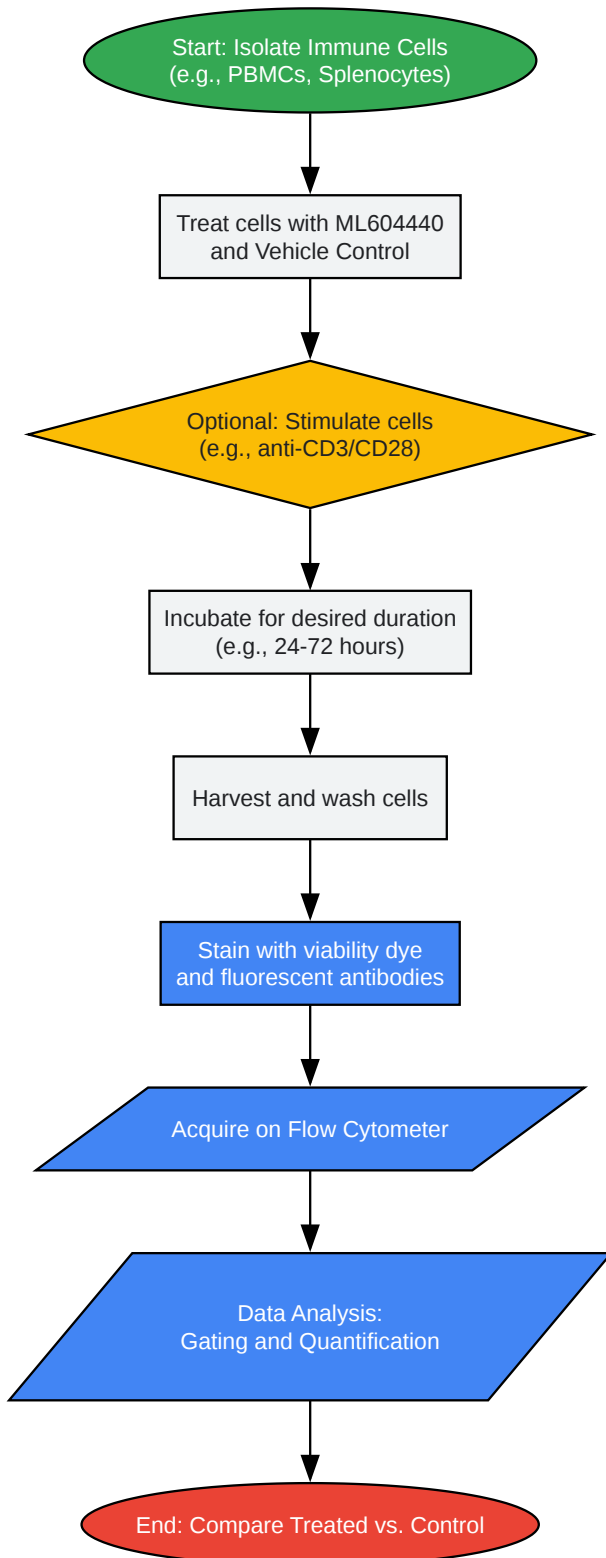 Start: Isolate Immune Cells
(e.g., PBMCs, Splenocytes)
Treat cells with ML604440
and Vehicle Control
Optional: Stimulate cells
(e.g., anti-CD3/CD28)
Incubate for desired duration
(e.g., 24-72 hours)
Harvest and wash cells
Stain with viability dye
and fluorescent antibodies
Acquire on Flow Cytometer
Data Analysis:
Gating and Quantification
End: Compare Treated vs. Control